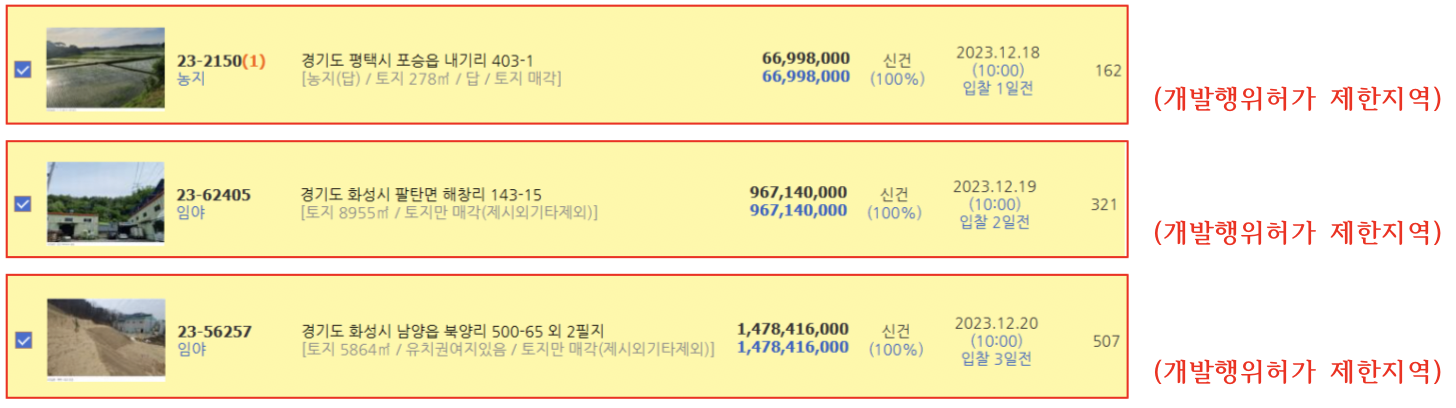 23-2150(1)
농지
경기도 평택시 포승읍 내기리 403-1
[농지(답) / 토지 278㎡ / 답 / 토지 매각]
66,998,000
66,998,000
신건
(100%)
2023.12.18
(10:00)
입찰 1일전
162
(개발행위허가 제한지역)
23-62405
임야
경기도 화성시 팔탄면 해창리 143-15
[토지 8955㎡ / 토지만 매각(제시외기타제외)]
967,140,000
967,140,000
신건
(100%)
2023.12.19
(10:00)
입찰 2일전
321
(개발행위허가 제한지역)
23-56257
임야
경기도 화성시 남양읍 북양리 500-65 외 2필지
[토지 5864㎡ / 유치권여지있음 / 토지만 매각(제시외기타제외)]
1,478,416,000
1,478,416,000
신건
(100%)
2023.12.20
(10:00)
입찰 3일전
507
(개발행위허가 제한지역)